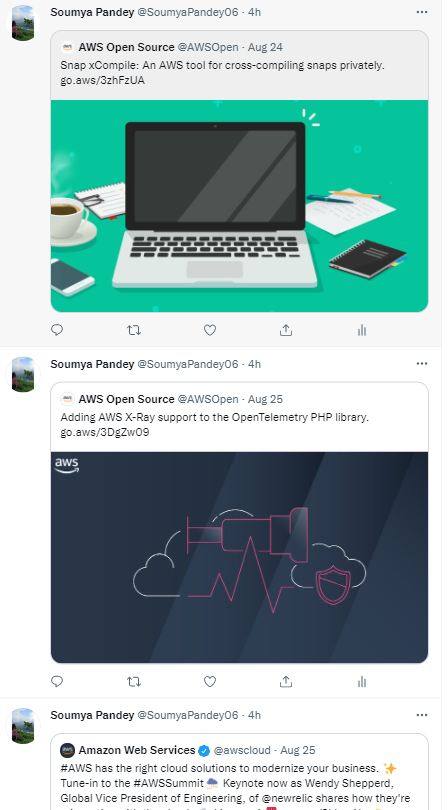 Soumya Pandey @SoumyaPandey06 · 4h
AWS Open Source @AWSOpen · Aug 24
Snap xCompile: An AWS tool for cross-compiling snaps privately.
go.aws/3zhFzUA
Soumya Pandey @SoumyaPandey06 · 4h
AWS Open Source @AWSOpen · Aug 25
Adding AWS X-Ray support to the OpenTelemetry PHP library.
go.aws/3DgZw09
aws
Soumya Pandey @SoumyaPandey06 · 4h
Amazon Web Services @awscloud · Aug 25
#AWS has the right cloud solutions to modernize your business. ✨
Tune-in to the #AWSSummit 🌧 Keynote now as Wendy Shepperd,
Global Vice President of Engineering, of @newrelic shares how they're